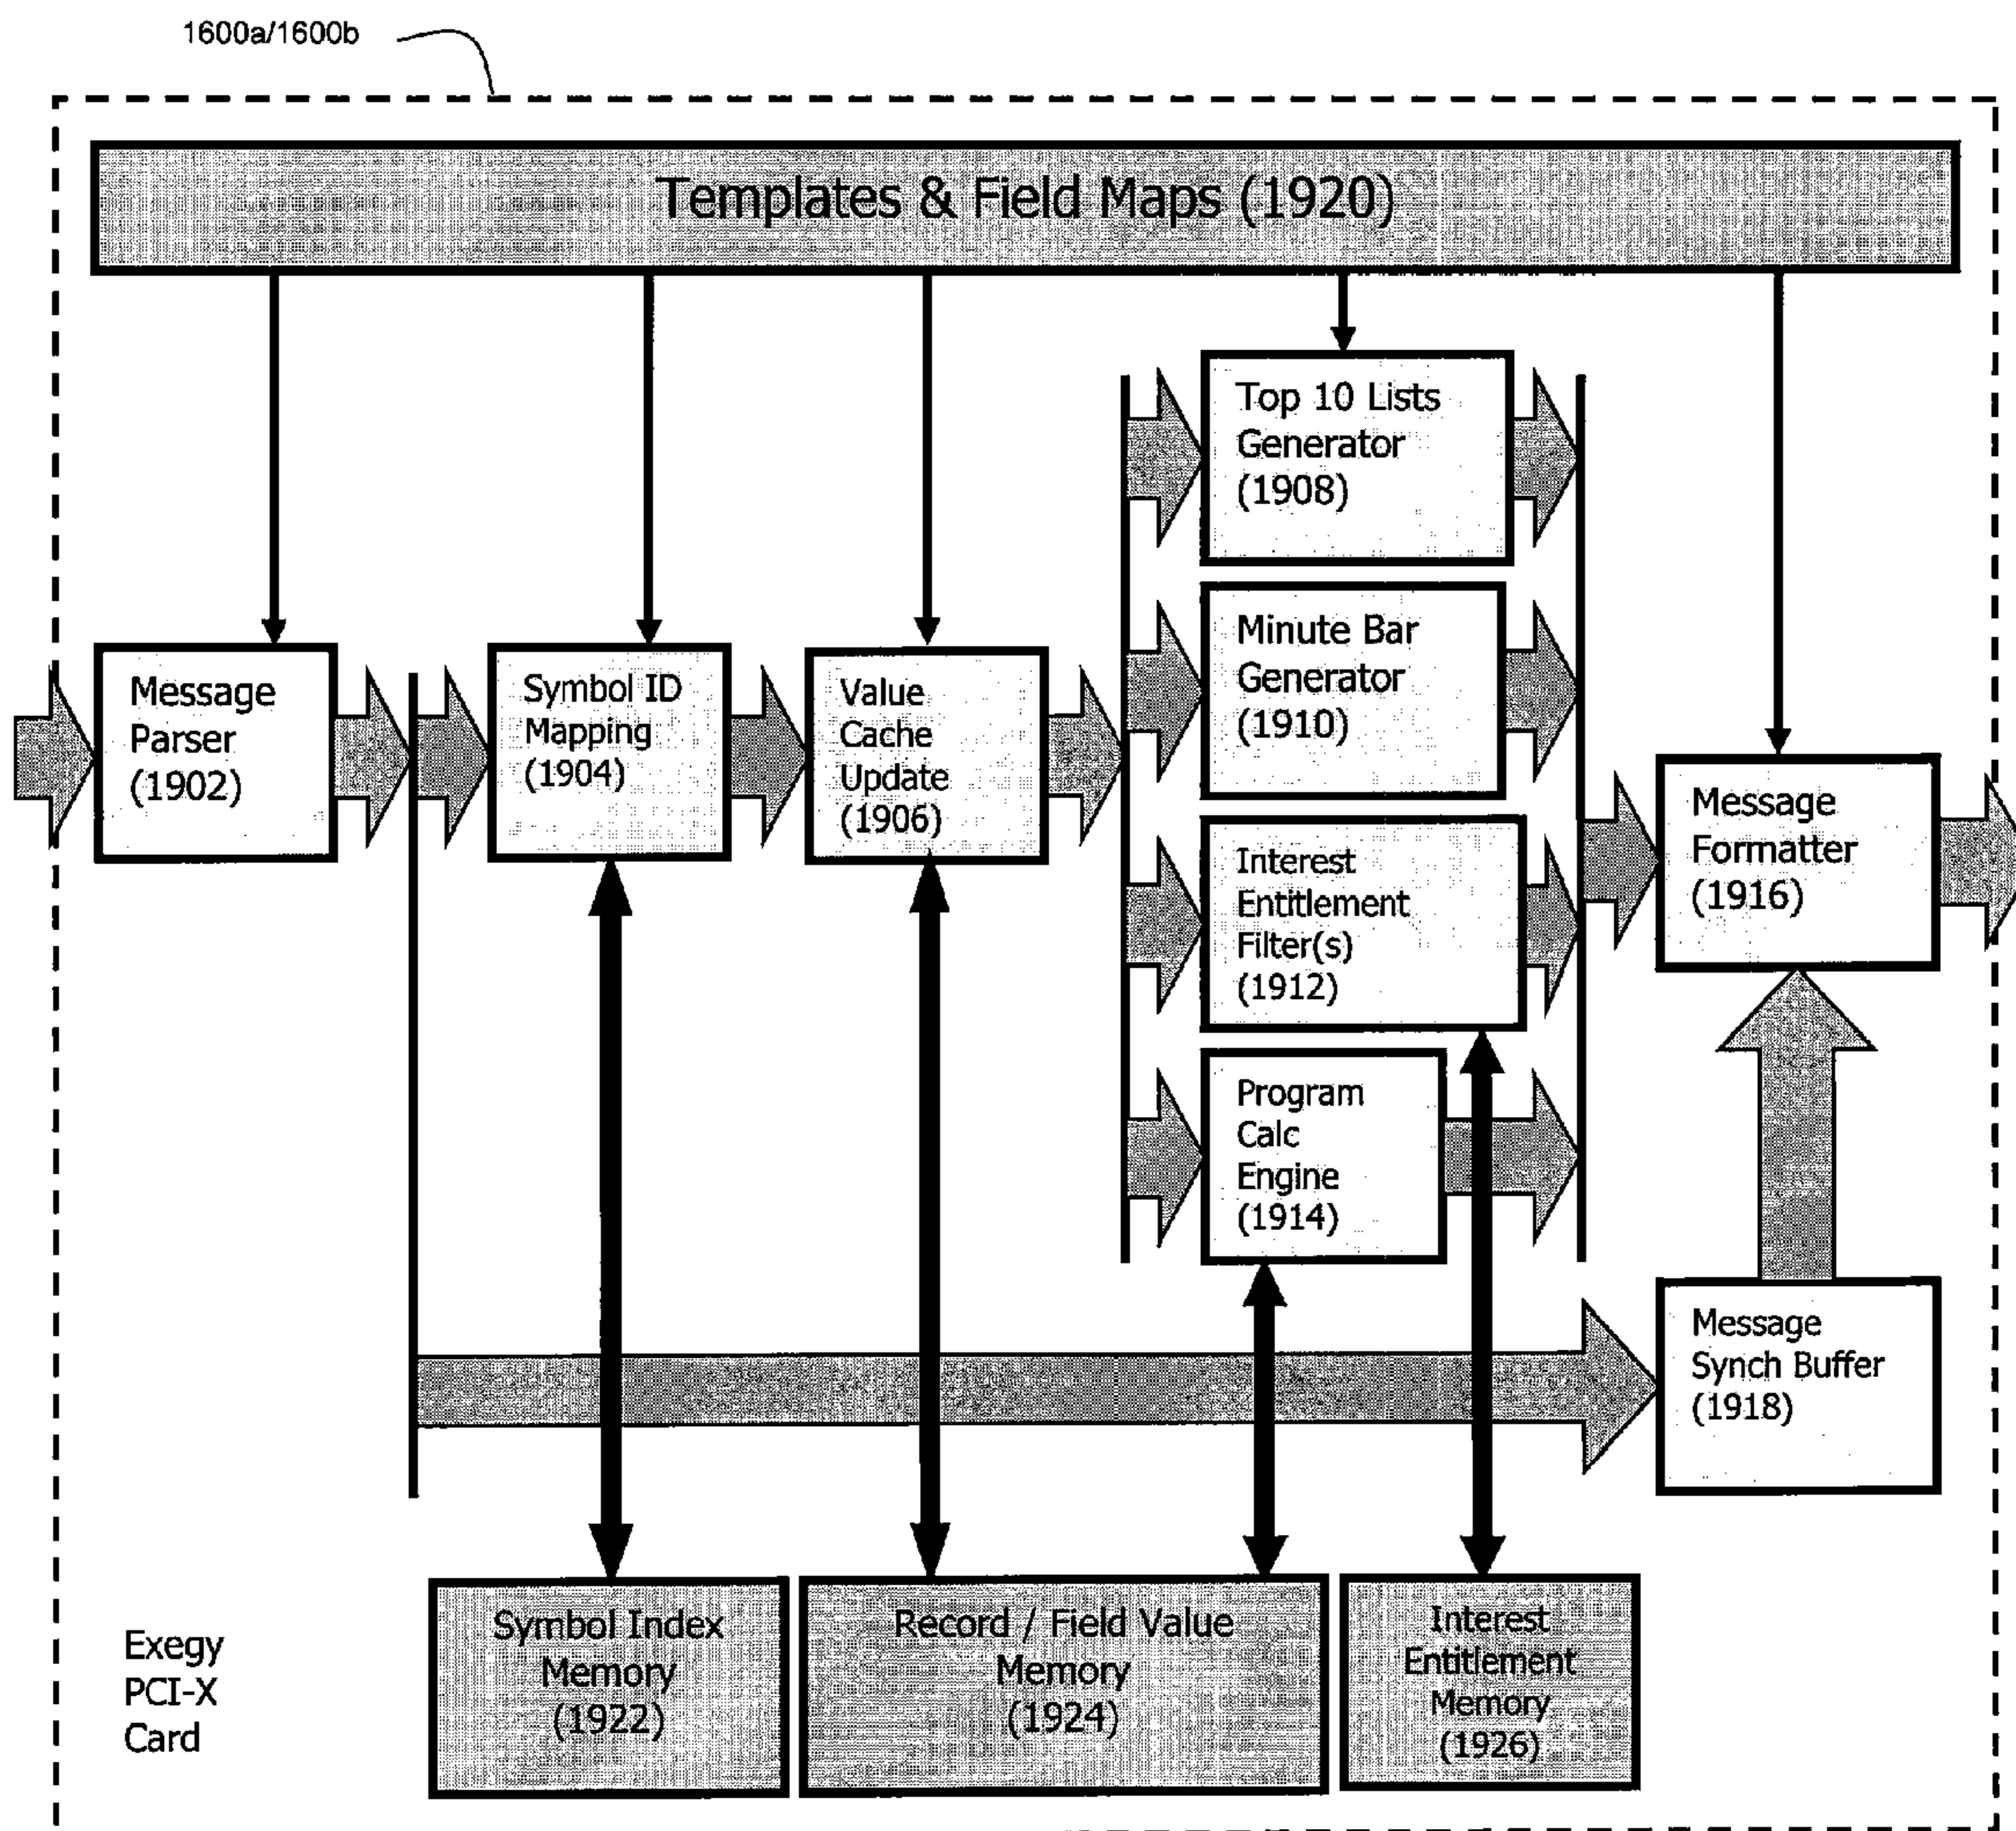 1600a/1600b
Templates & Field Maps (1920)
Message
Parser
(1902)
Symbol ID
Mapping
(1904)
Value
Cache
Update
(1906)
Top 10 Lists
Generator
(1908)
Minute Bar
Generator
(1910)
Interest
Entitlement
Filter(s)
(1912)
Program
Calc
Engine
(1914)
Message
Formatter
(1916)
Message
Synch Buffer
(1918)
Exegy
PCI-X
Card
Symbol Index
Memory
(1922)
Record / Field Value
Memory
(1924)
Interest
Entitlement
Memory
(1926)